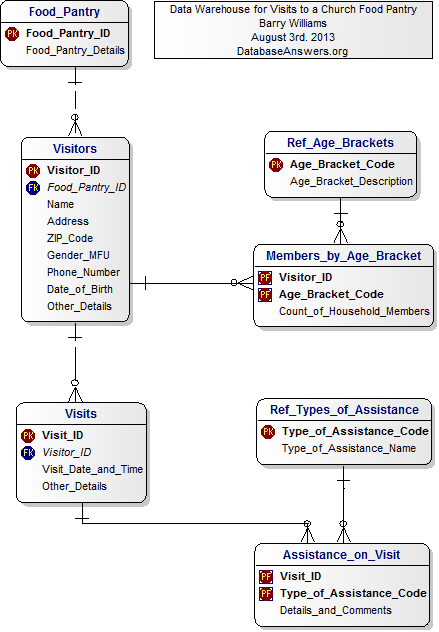 Food_Pantry
PK Food_Pantry_ID
Food_Pantry_Details
Data Warehouse for Visits to a Church Food Pantry
Barry Williams
August 3rd. 2013
DatabaseAnswers.org
Visitors
PK Visitor_ID
FK Food_Pantry_ID
Name
Address
ZIP_Code
Gender_MFU
Phone_Number
Date_of_Birth
Other_Details
Ref_Age_Brackets
PK Age_Bracket_Code
Age_Bracket_Description
Members_by_Age_Bracket
PF Visitor_ID
PF Age_Bracket_Code
Count_of_Household_Members
Visits
PK Visit_ID
FK Visitor_ID
Visit_Date_and_Time
Other_Details
Ref_Types_of_Assistance
PK Type_of_Assistance_Code
Type_of_Assistance_Name
Assistance_on_Visit
PF Visit_ID
PF Type_of_Assistance_Code
Details_and_Comments